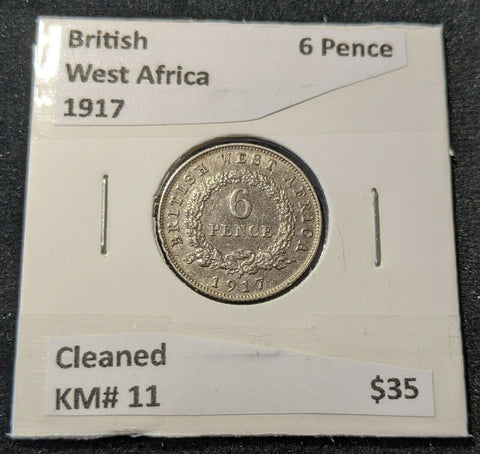 British 6 Pence
West Africa
1917
BRITISH WEST AFRICA
6
PENCE
1917
Cleaned
KM# 11 $35